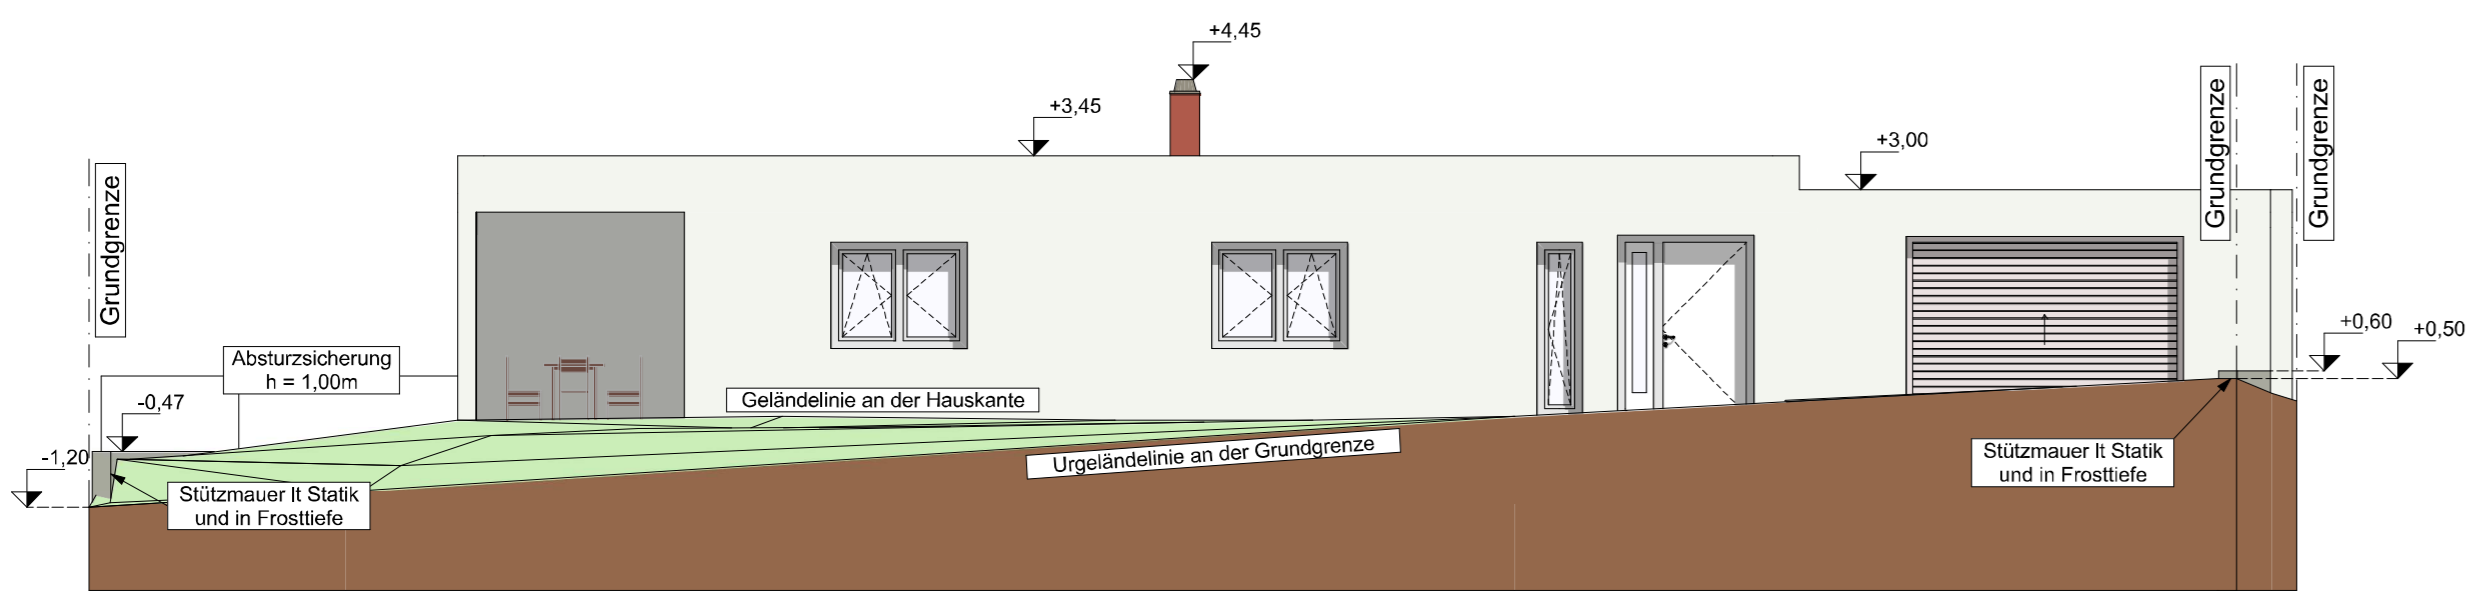 +4,45
+3,45
+3,00
Grundgrenze
Grundgrenze
Grundgrenze
+0,60
+0,50
Absturzsicherung
h = 1,00m
-0,47
-1,20
Geländelinie an der Hauskante
Urgeländelinie an der Grundgrenze
Stützmauer lt Statik
und in Frosttiefe
Stützmauer lt Statik
und in Frosttiefe